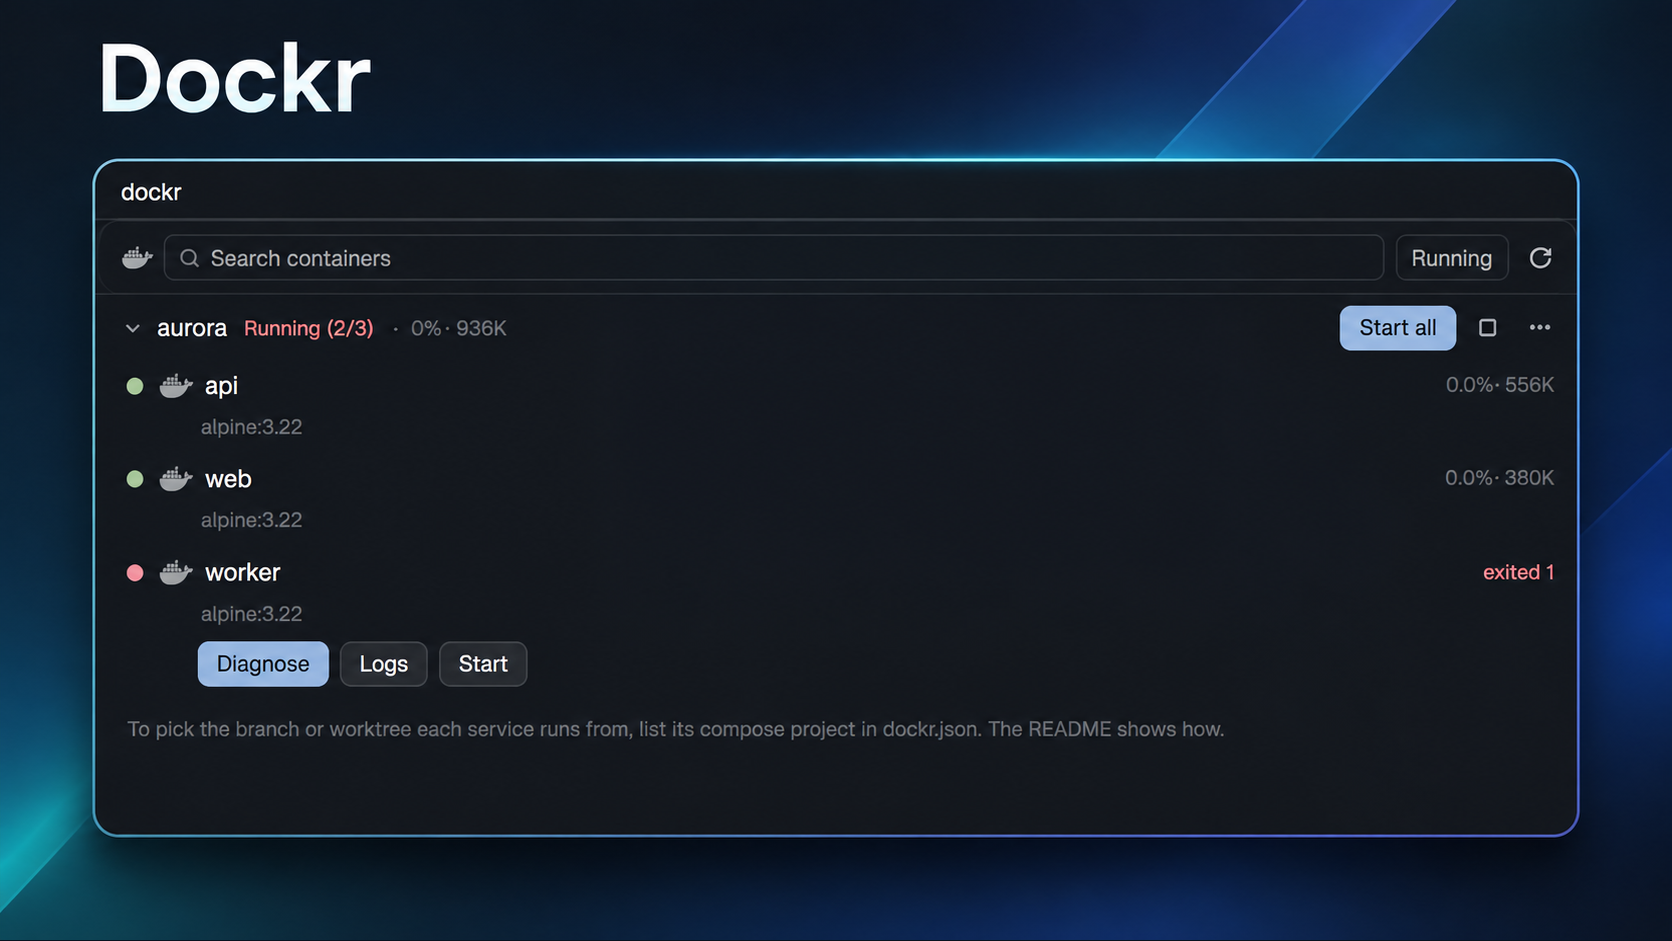 Dockr
dockr
Search containers
Running
aurora Running (2/3) · 0% · 936K
Start all
api
0.0% · 556K
alpine:3.22
web
0.0% · 380K
alpine:3.22
worker
exited 1
alpine:3.22
Diagnose
Logs
Start
To pick the branch or worktree each service runs from, list its compose project in dockr.json. The README shows how.